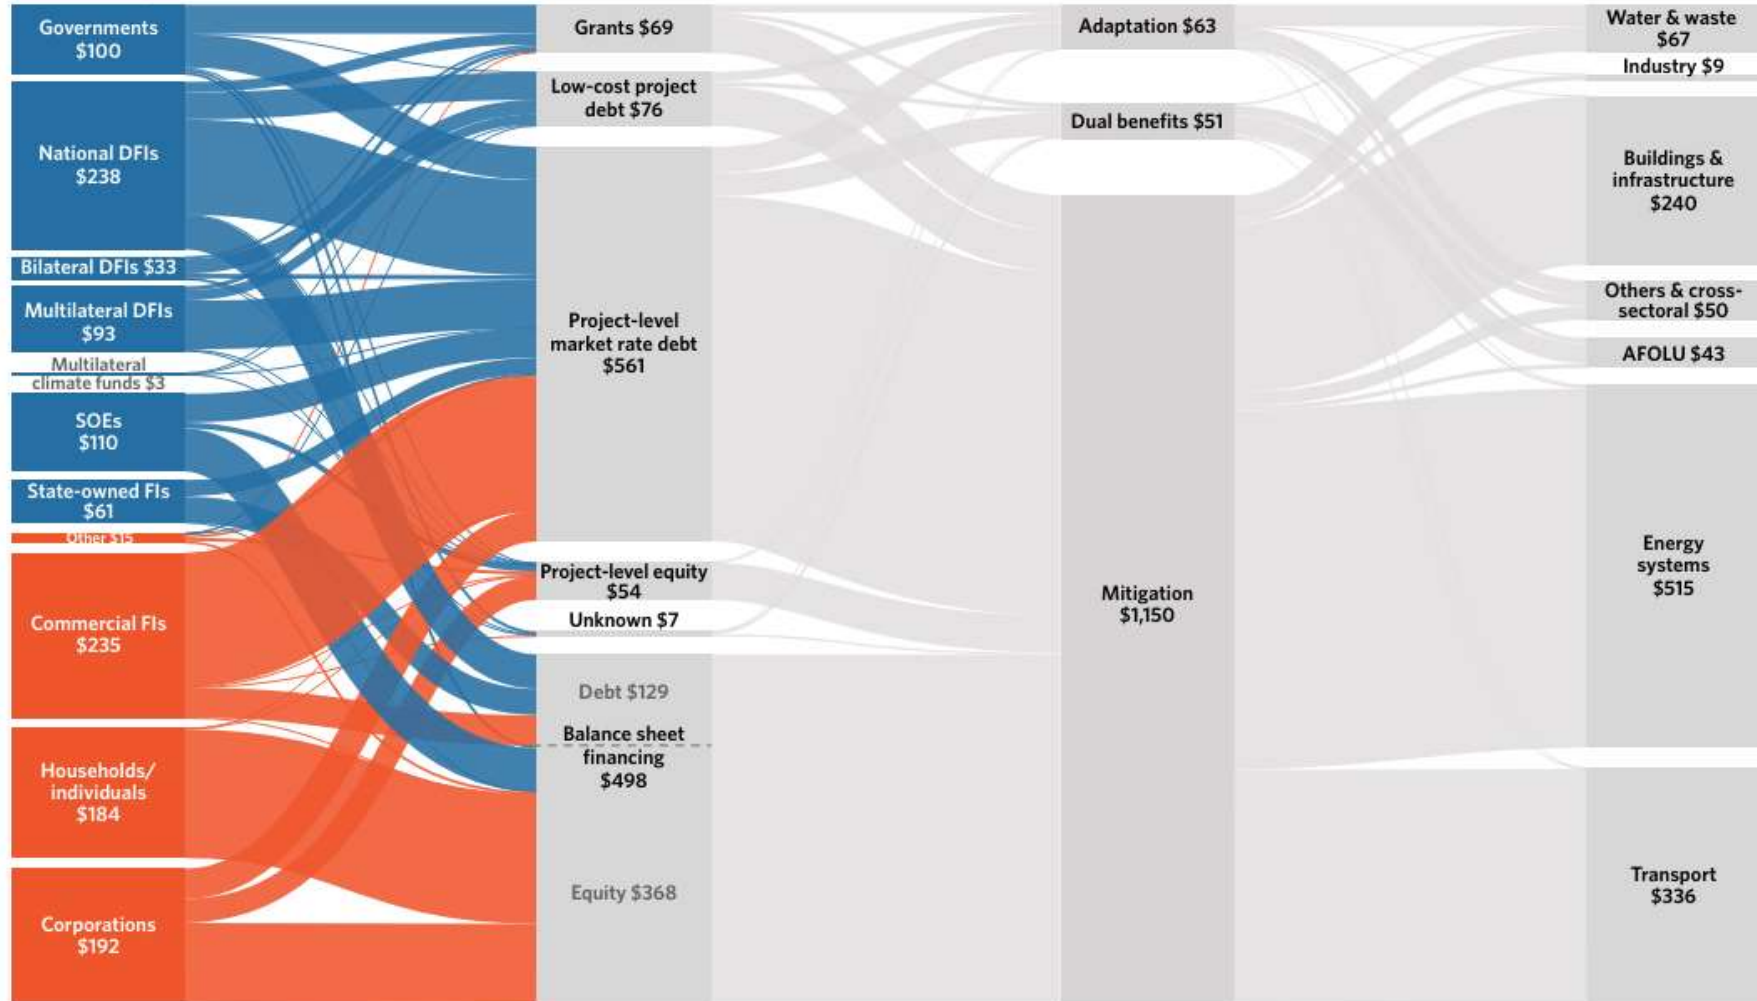 Governments
$100
National DFIs
$238
Bilateral DFIs $33
Multilateral DFIs
$93
Multilateral
climate funds $3
SOEs
$110
State-owned FIs
$61
Other $15
Commercial FIs
$235
Households/
individuals
$184
Corporations
$192
Grants $69
Low-cost project
debt $76
Project-level
market rate debt
$561
Project-level equity
$54
Unknown $7
Debt $129
Balance sheet
financing
$498
Equity $368
Adaptation $63
Dual benefits $51
Mitigation
$1,150
Water & waste
$67
Industry $9
Buildings &
infrastructure
$240
Others & cross-
sectoral $50
AFOLU $43
Energy
systems
$515
Transport
$336